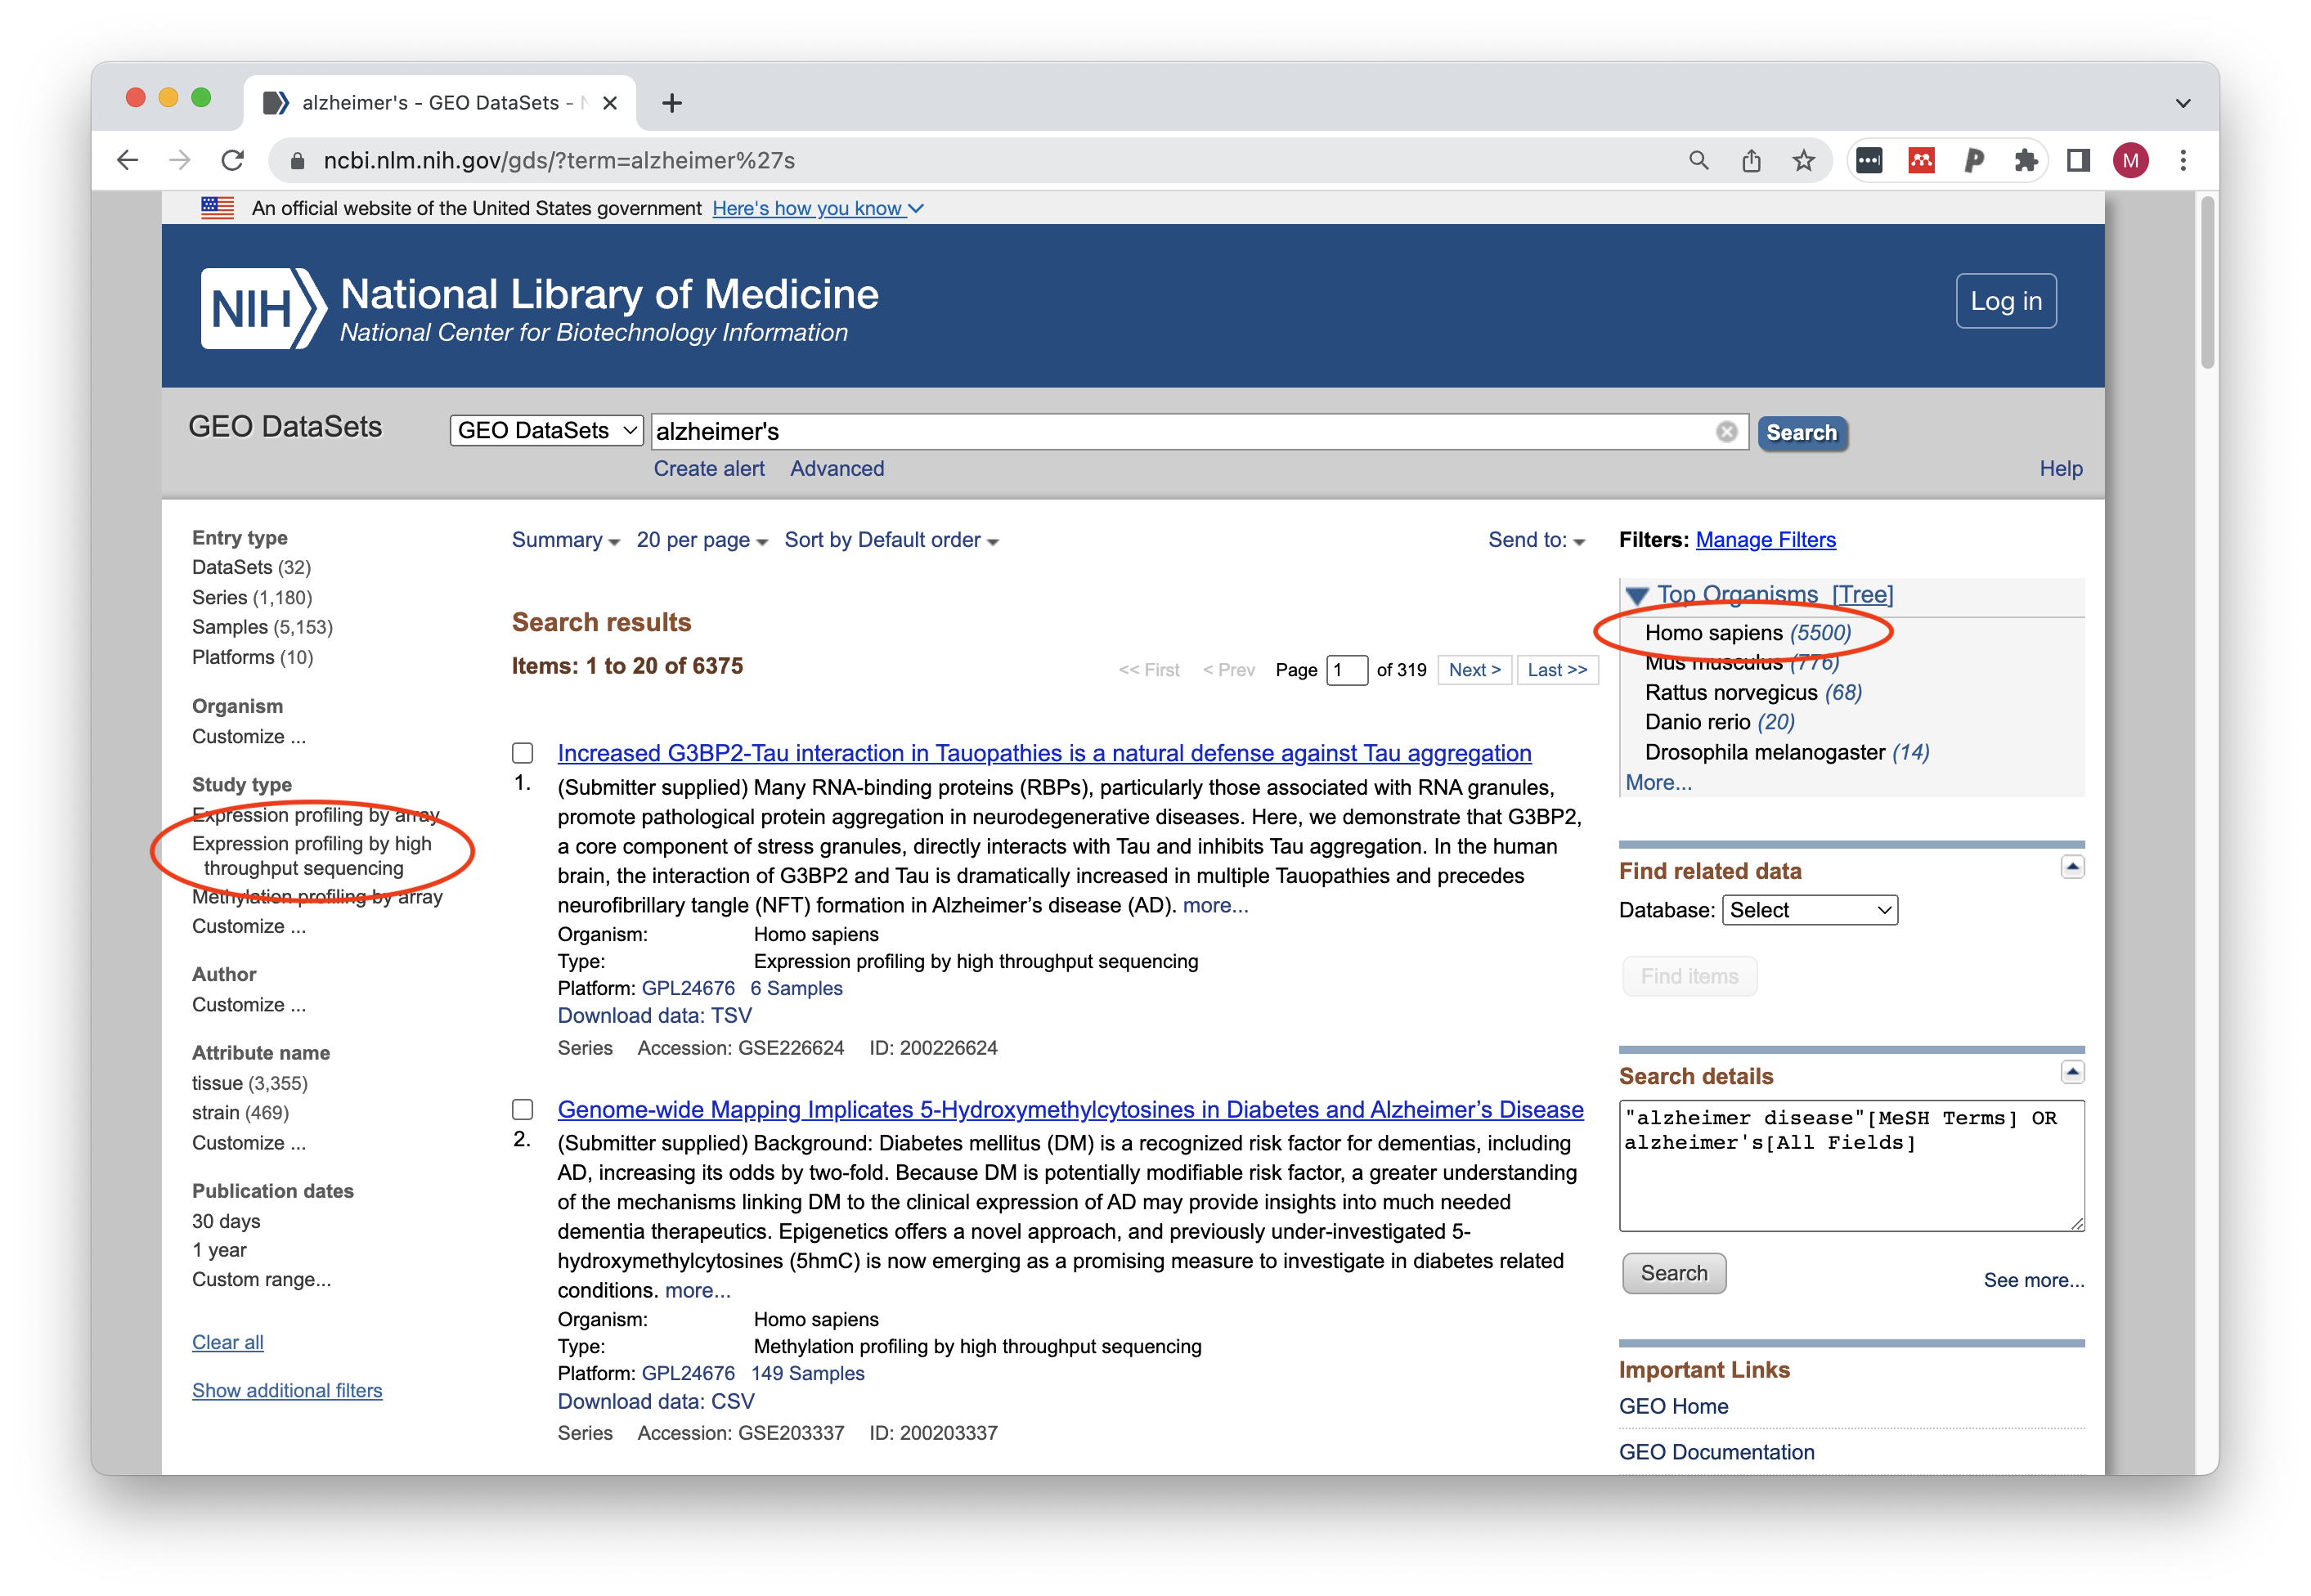 alzheimer's - GEO DataSets -
ncbi.nlm.nih.gov/gds/?term=alzheimer%27s
M
An official website of the United States government Here's how you know
NIH
National Library of Medicine
National Center for Biotechnology Information
Log in
GEO DataSets
GEO DataSets
alzheimer's
Search
Create alert Advanced
Help
Entry type
DataSets (32)
Series (1,180)
Samples (5,153)
Platforms (10)
Organism
Customize ...
Study type
Expression profiling by array
Expression profiling by high
throughput sequencing
Methylation profiling by array
Customize ...
Author
Customize ...
Attribute name
tissue (3,355)
strain (469)
Customize ...
Publication dates
30 days
1 year
Custom range...
Clear all
Show additional filters
Summary 20 per page Sort by Default order
Send to:
Search results
Items: 1 to 20 of 6375
<< First < Prev Page 1 of 319 Next > Last >>
Increased G3BP2-Tau interaction in Tauopathies is a natural defense against Tau aggregation
1.
(Submitter supplied) Many RNA-binding proteins (RBPs), particularly those associated with RNA granules,
promote pathological protein aggregation in neurodegenerative diseases. Here, we demonstrate that G3BP2,
a core component of stress granules, directly interacts with Tau and inhibits Tau aggregation. In the human
brain, the interaction of G3BP2 and Tau is dramatically increased in multiple Tauopathies and precedes
neurofibrillary tangle (NFT) formation in Alzheimer’s disease (AD). more...
Organism: Homo sapiens
Type: Expression profiling by high throughput sequencing
Platform: GPL24676 6 Samples
Download data: TSV
Series Accession: GSE226624 ID: 200226624
Genome-wide Mapping Implicates 5-Hydroxymethylcytosines in Diabetes and Alzheimer’s Disease
2.
(Submitter supplied) Background: Diabetes mellitus (DM) is a recognized risk factor for dementias, including
AD, increasing its odds by two-fold. Because DM is potentially modifiable risk factor, a greater understanding
of the mechanisms linking DM to the clinical expression of AD may provide insights into much needed
dementia therapeutics. Epigenetics offers a novel approach, and previously under-investigated 5-
hydroxymethylcytosines (5hmC) is now emerging as a promising measure to investigate in diabetes related
conditions. more...
Organism: Homo sapiens
Type: Methylation profiling by high throughput sequencing
Platform: GPL24676 149 Samples
Download data: CSV
Series Accession: GSE203337 ID: 200203337
Filters: Manage Filters
Top Organisms [Tree]
Homo sapiens (5500)
Mus musculus (776)
Rattus norvegicus (68)
Danio rerio (20)
Drosophila melanogaster (14)
More...
Find related data
Database: Select
Find items
Search details
"alzheimer disease"[MeSH Terms] OR
alzheimer's[All Fields]
Search
See more...
Important Links
GEO Home
GEO Documentation